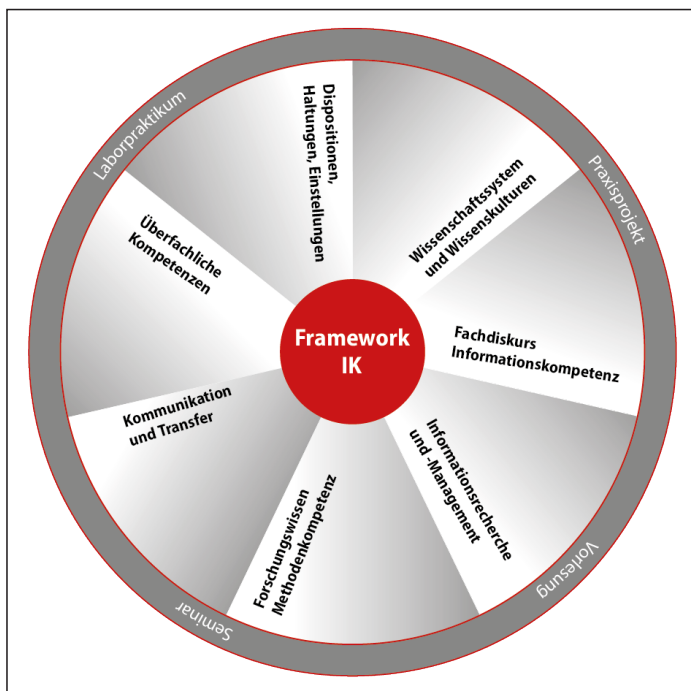 Framework
IK
Dispositionen,
Haltungen, Einstellungen
Wissenschaftssystem
und Wissenskulturen
Fachdiskurs
Informationskompetenz
Informationsrecherche
und -Management
Forschungswissen
Methodenkompetenz
Kommunikation
und Transfer
Überfachliche
Kompetenzen
Laborpraktikum
Praxisprojekt
Vorlesung
Seminar